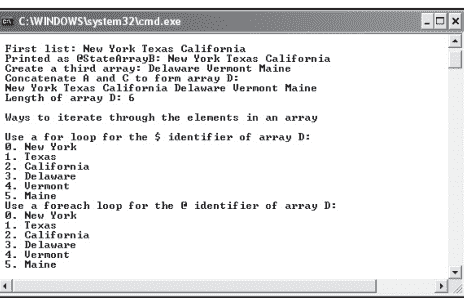 C:\WINDOWS\system32\cmd.exe
First list: New York Texas California
Printed as @StateArrayB: New York Texas California
Create a third array: Delaware Vermont Maine
Concatenate A and C to form array D:
New York Texas California Delaware Vermont Maine
Length of array D: 6
Ways to iterate through the elements in an array
Use a for loop for the $ identifier of array D:
0. New York
1. Texas
2. California
3. Delaware
4. Vermont
5. Maine
Use a foreach loop for the @ identifier of array D:
0. New York
1. Texas
2. California
3. Delaware
4. Vermont
5. Maine